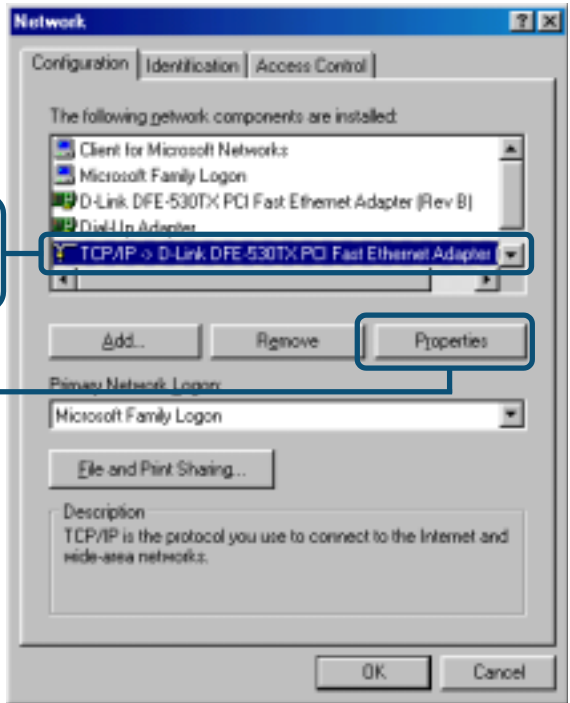 Network
Configuration Identification Access Control
The following network components are installed:
Client for Microsoft Networks
Microsoft Family Logon
D-Link DFE-530TX PCI Fast Ethernet Adapter (Rev B)
Dial-Up Adapter
TCP/IP -> D-Link DFE-530TX PCI Fast Ethernet Adapter
Add... Remove Properties
Primary Network Logon:
Microsoft Family Logon
File and Print Sharing...
Description
TCP/IP is the protocol you use to connect to the Internet and
wide-area networks.
OK Cancel